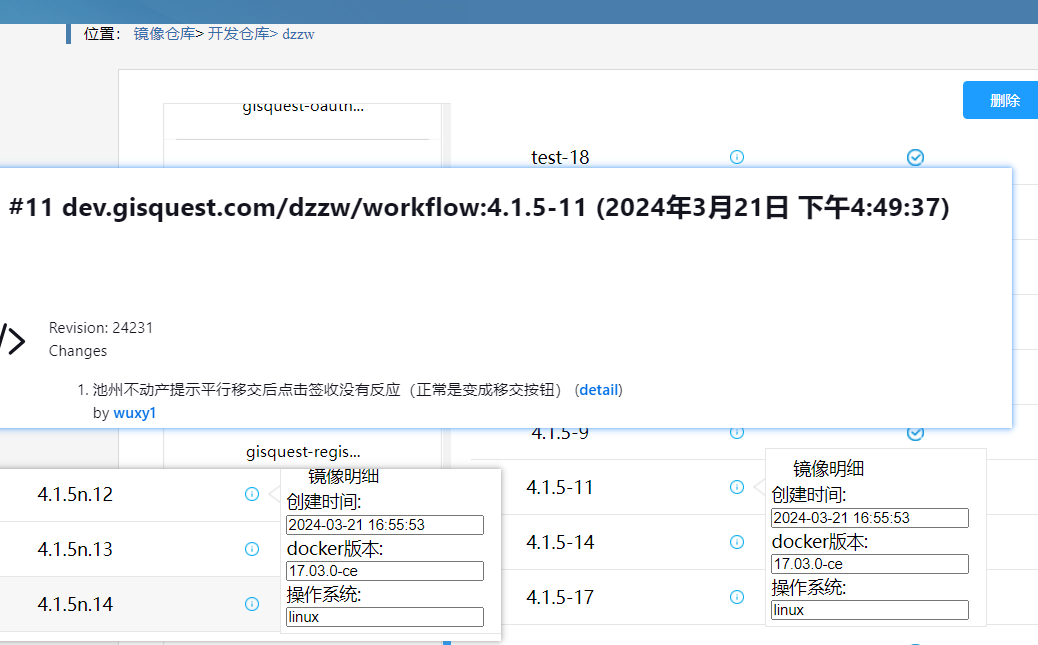 位置： 镜像仓库> 开发仓库> dzzw
删除
gisquest-oauth...
test-18
#11 dev.gisquest.com/dzzw/workflow:4.1.5-11 (2024年3月21日 下午4:49:37)
Revision: 24231
Changes
1. 池州不动产提示平行移交后点击签收没有反应（正常是变成移交按钮） (detail)
by wuxy1
4.1.5-9
gisquest-regis...
4.1.5n.12
镜像明细
创建时间:
2024-03-21 16:55:53
docker版本:
17.03.0-ce
操作系统:
linux
4.1.5n.13
4.1.5n.14
4.1.5-11
镜像明细
创建时间:
2024-03-21 16:55:53
docker版本:
17.03.0-ce
操作系统:
linux
4.1.5-14
4.1.5-17